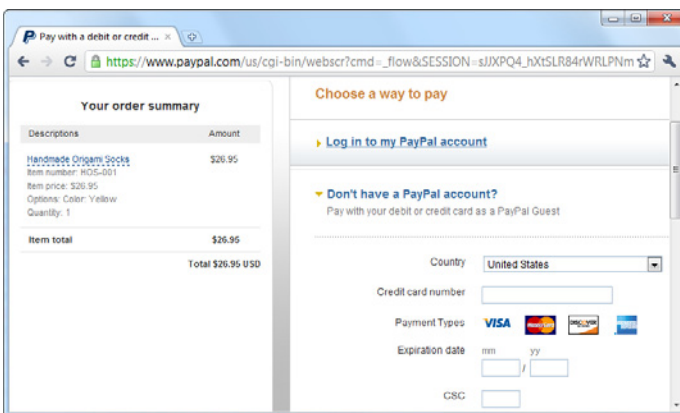 Pay with a debit or credit ...
https://www.paypal.com/us/cgi-bin/webscr?cmd=_flow&SESSION=sJJXPQ4_hXtSLR84rWRLPNm
Your order summary
Descriptions Amount
Handmade Origami Socks $26.95
Item number: HOS-001
Item price: $26.95
Options: Color: Yellow
Quantity: 1
Item total $26.95
Total $26.95 USD
Choose a way to pay
Log in to my PayPal account
Don't have a PayPal account?
Pay with your debit or credit card as a PayPal Guest
Country United States
Credit card number
Payment Types VISA MasterCard DISCOVER
Expiration date mm yy
/
CSC